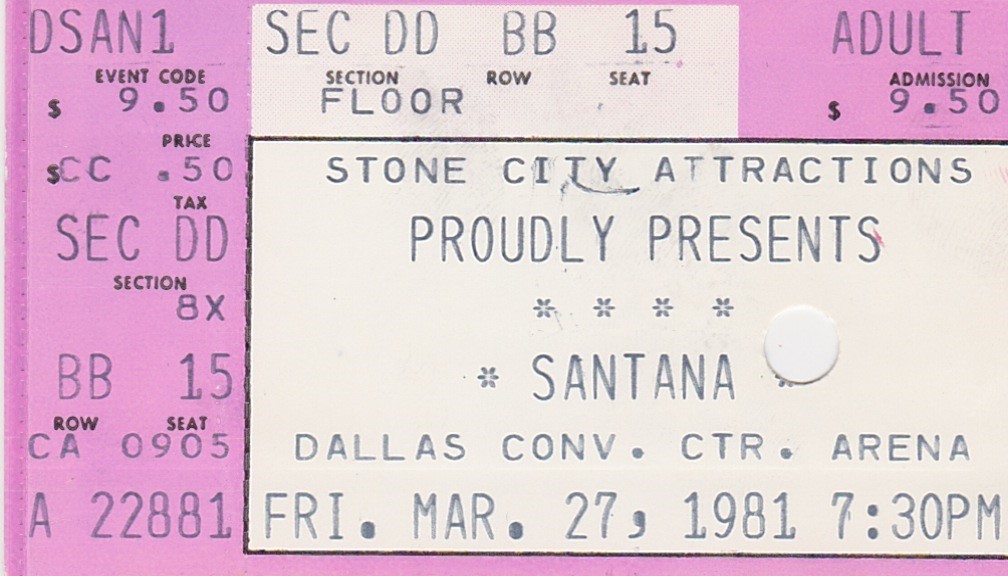 DSAN1 SEC DD BB 15 ADULT
EVENT CODE SECTION ROW SEAT ADMISSION
$ 9.50 FLOOR $ 9.50
PRICE
$CC .50
TAX
SEC DD
SECTION
8X
BB 15
ROW SEAT
CA 0905
A 22881
STONE CITY ATTRACTIONS
PROUDLY PRESENTS
* * * *
* SANTANA *
DALLAS CONV. CTR. ARENA
FRI. MAR. 27, 1981 7:30PM